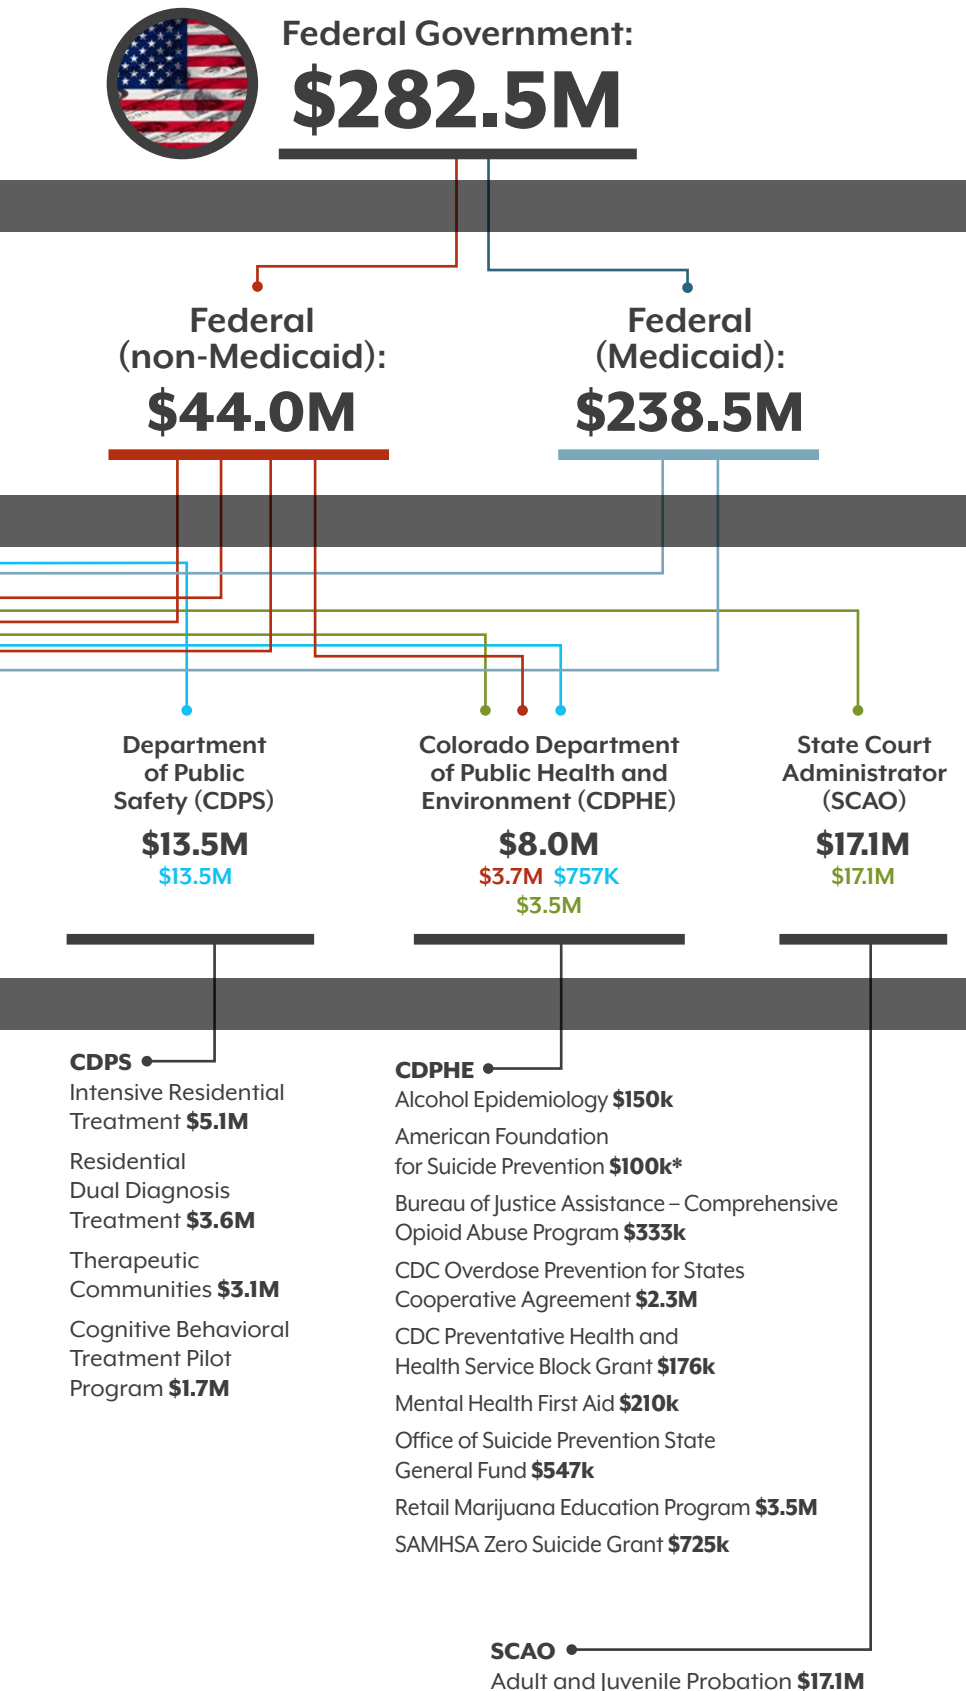 Federal Government:
$282.5M
Federal
(non-Medicaid):
$44.0M
Federal
(Medicaid):
$238.5M
Department
of Public
Safety (CDPS)
$13.5M
$13.5M
Colorado Department
of Public Health and
Environment (CDPHE)
$8.0M
$3.7M $757K
$3.5M
State Court
Administrator
(SCAO)
$17.1M
$17.1M
CDPS
Intensive Residential
Treatment $5.1M
Residential
Dual Diagnosis
Treatment $3.6M
Therapeutic
Communities $3.1M
Cognitive Behavioral
Treatment Pilot
Program $1.7M
CDPHE
Alcohol Epidemiology $150k
American Foundation
for Suicide Prevention $100k*
Bureau of Justice Assistance – Comprehensive
Opioid Abuse Program $333k
CDC Overdose Prevention for States
Cooperative Agreement $2.3M
CDC Preventative Health and
Health Service Block Grant $176k
Mental Health First Aid $210k
Office of Suicide Prevention State
General Fund $547k
Retail Marijuana Education Program $3.5M
SAMHSA Zero Suicide Grant $725k
SCAO
Adult and Juvenile Probation $17.1M